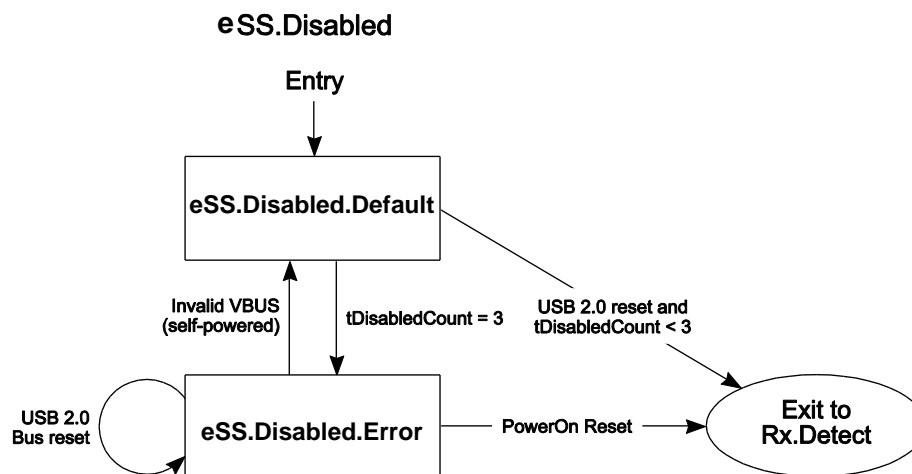 eSS.Disabled
Entry
eSS.Disabled.Default
Invalid VBUS
(self-powered)
tDisabledCount = 3
USB 2.0 reset and
tDisabledCount < 3
USB 2.0
Bus reset
eSS.Disabled.Error
PowerOn Reset
Exit to
Rx.Detect